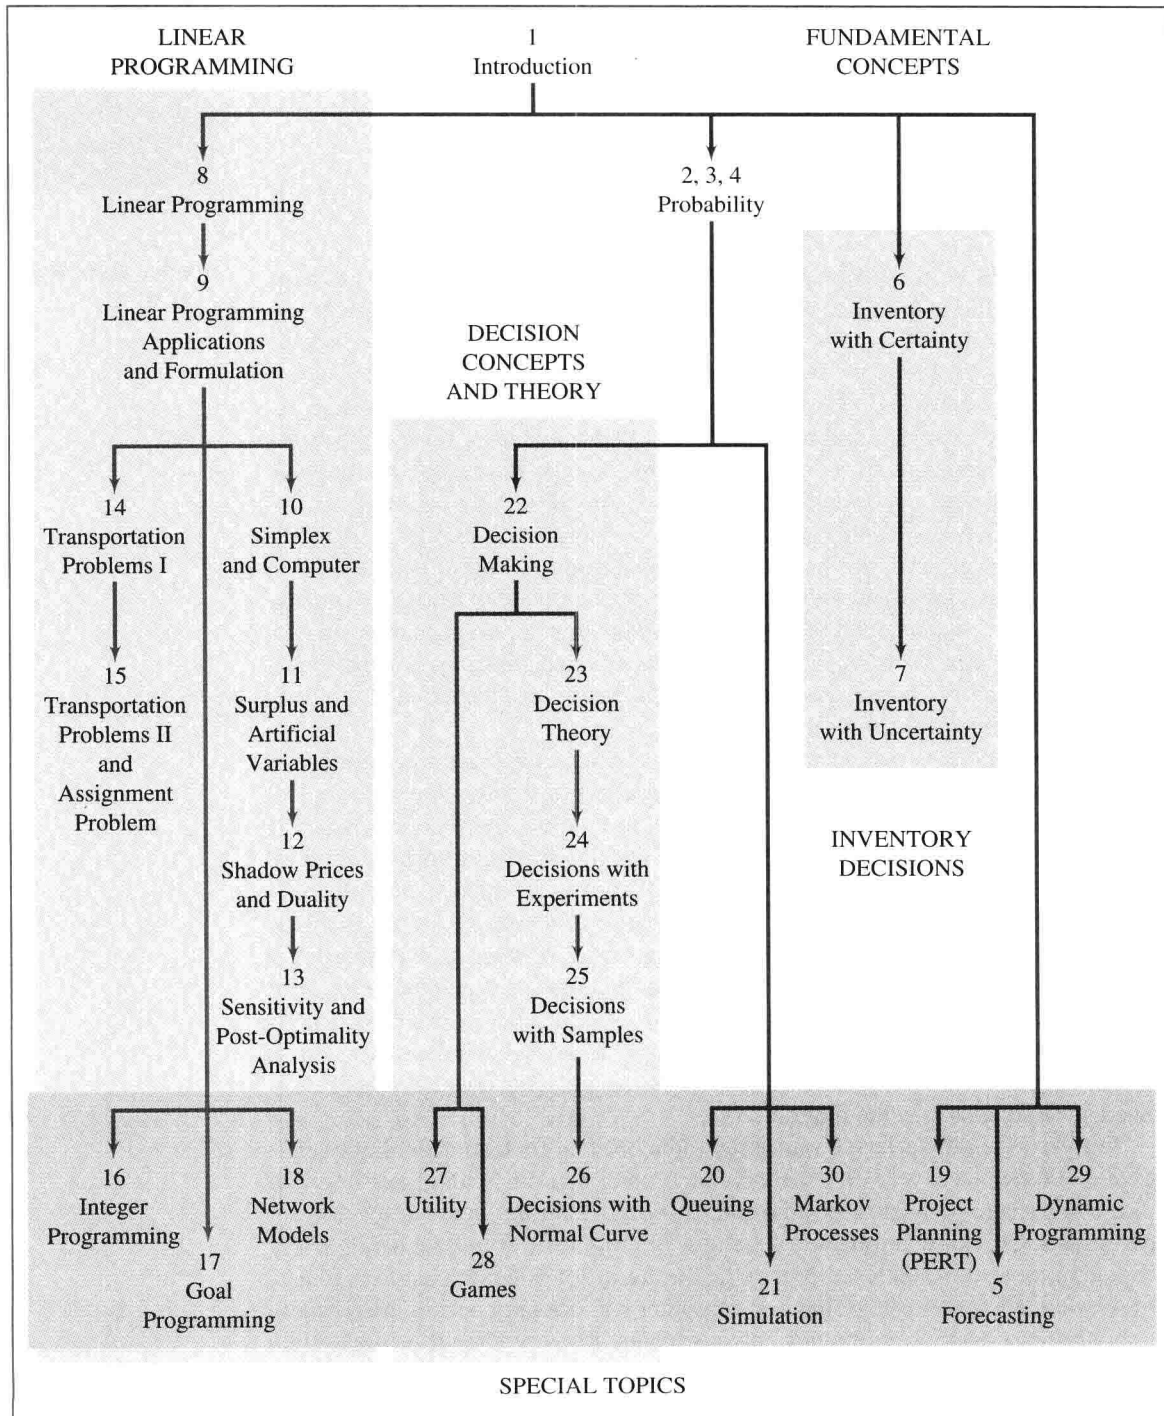 LINEAR
PROGRAMMING
1
Introduction
FUNDAMENTAL
CONCEPTS
8
Linear Programming
2, 3, 4
Probability
9
Linear Programming
Applications
and Formulation
6
Inventory
with Certainty
DECISION
CONCEPTS
AND THEORY
14
Transportation
Problems I
10
Simplex
and Computer
22
Decision
Making
15
Transportation
Problems II
and
Assignment
Problem
11
Surplus and
Artificial
Variables
23
Decision
Theory
7
Inventory
with Uncertainty
12
Shadow Prices
and Duality
24
Decisions with
Experiments
INVENTORY
DECISIONS
13
Sensitivity and
Post-Optimality
Analysis
25
Decisions
with Samples
16
Integer
Programming
17
Goal
Programming
18
Network
Models
27
Utility
28
Games
26
Decisions with
Normal Curve
20
Queuing
21
Simulation
30
Markov
Processes
19
Project
Planning
(PERT)
5
Forecasting
29
Dynamic
Programming
SPECIAL TOPICS